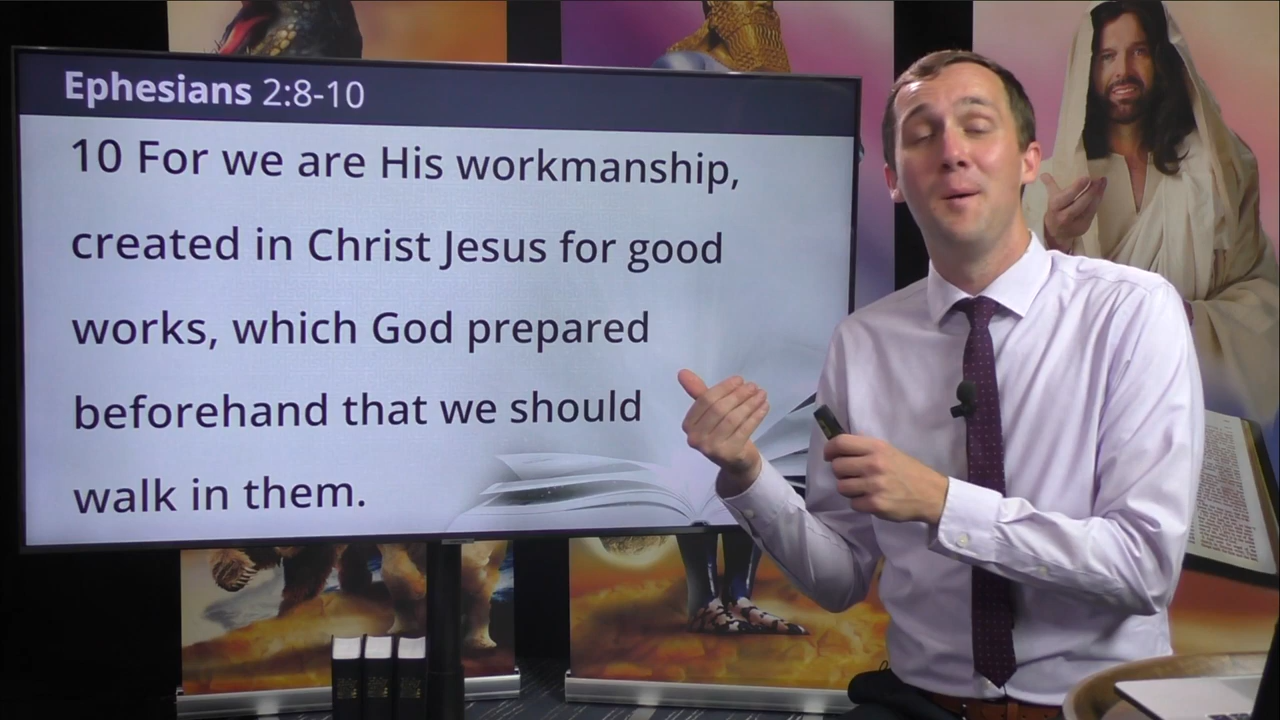 Ephesians 2:8-10
10 For we are His workmanship,
created in Christ Jesus for good
works, which God prepared
beforehand that we should
walk in them.